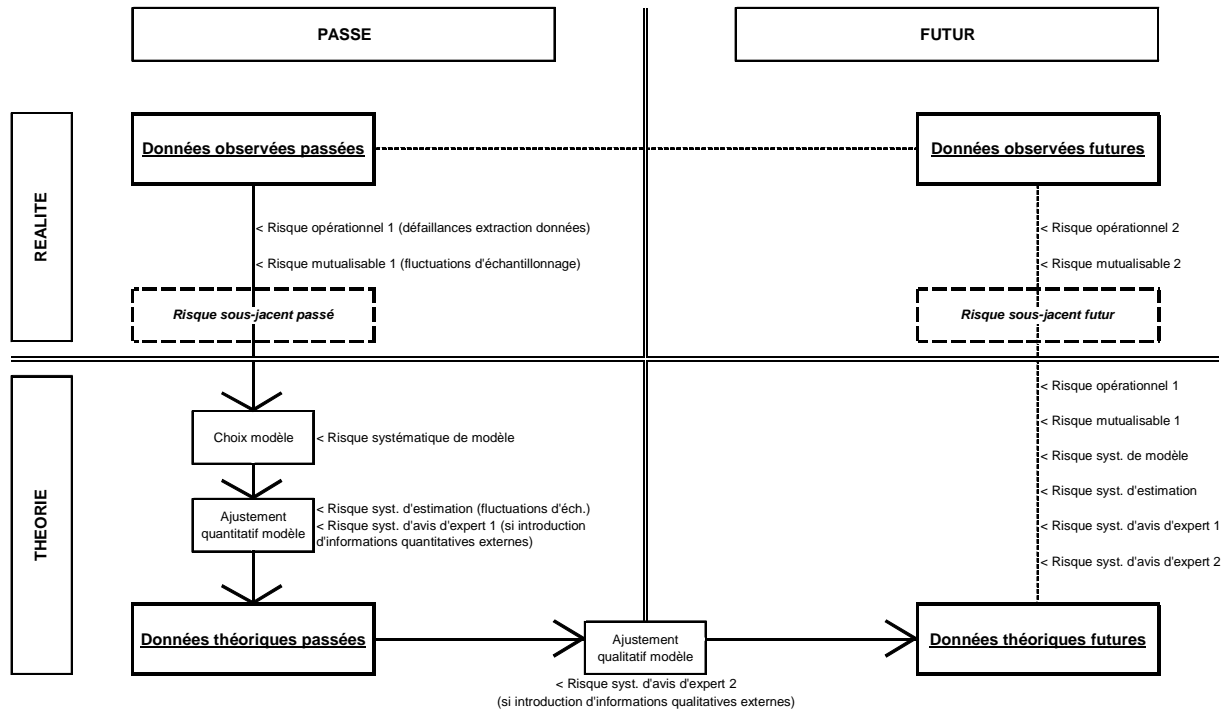 PASSE
FUTUR
REALITE
Données observées passées
Données observées futures
< Risque opérationnel 1 (défaillances extraction données)
< Risque opérationnel 2
< Risque mutualisable 1 (fluctuations d'échantillonnage)
< Risque mutualisable 2
Risque sous-jacent passé
Risque sous-jacent futur
THEORIE
Choix modèle
< Risque systématique de modèle
Ajustement
quantitatif modèle
< Risque syst. d'estimation (fluctuations d'éch.)
< Risque syst. d'avis d'expert 1 (si introduction
d'informations quantitatives externes)
< Risque opérationnel 1
< Risque mutualisable 1
< Risque syst. de modèle
< Risque syst. d'estimation
< Risque syst. d'avis d'expert 1
< Risque syst. d'avis d'expert 2
Données théoriques passées
Ajustement
qualitatif modèle
Données théoriques futures
< Risque syst. d'avis d'expert 2
(si introduction d'informations qualitatives externes)